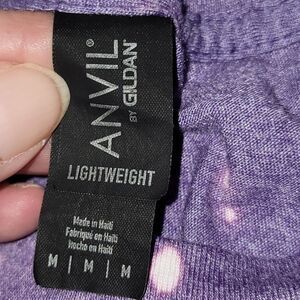 ANVIL®
BY GILDAN®
LIGHTWEIGHT
Made in Haiti
Fabriqué en Haïti
Hecho en Haití
M | M | M